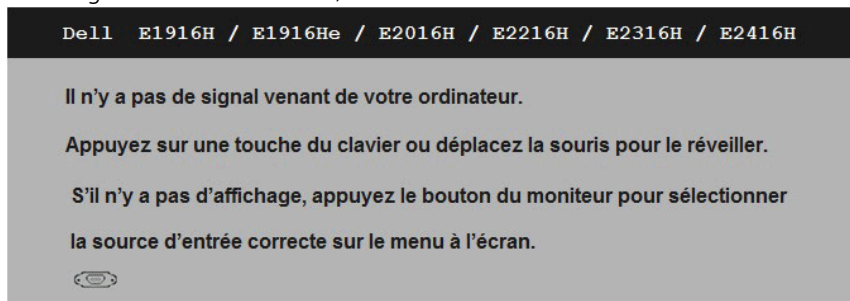 Dell E1916H / E1916He / E2016H / E2216H / E2316H / E2416H
Il n'y a pas de signal venant de votre ordinateur.
Appuyez sur une touche du clavier ou déplacez la souris pour le réveiller.
S'il n'y a pas d'affichage, appuyez le bouton du moniteur pour sélectionner
la source d'entrée correcte sur le menu à l'écran.